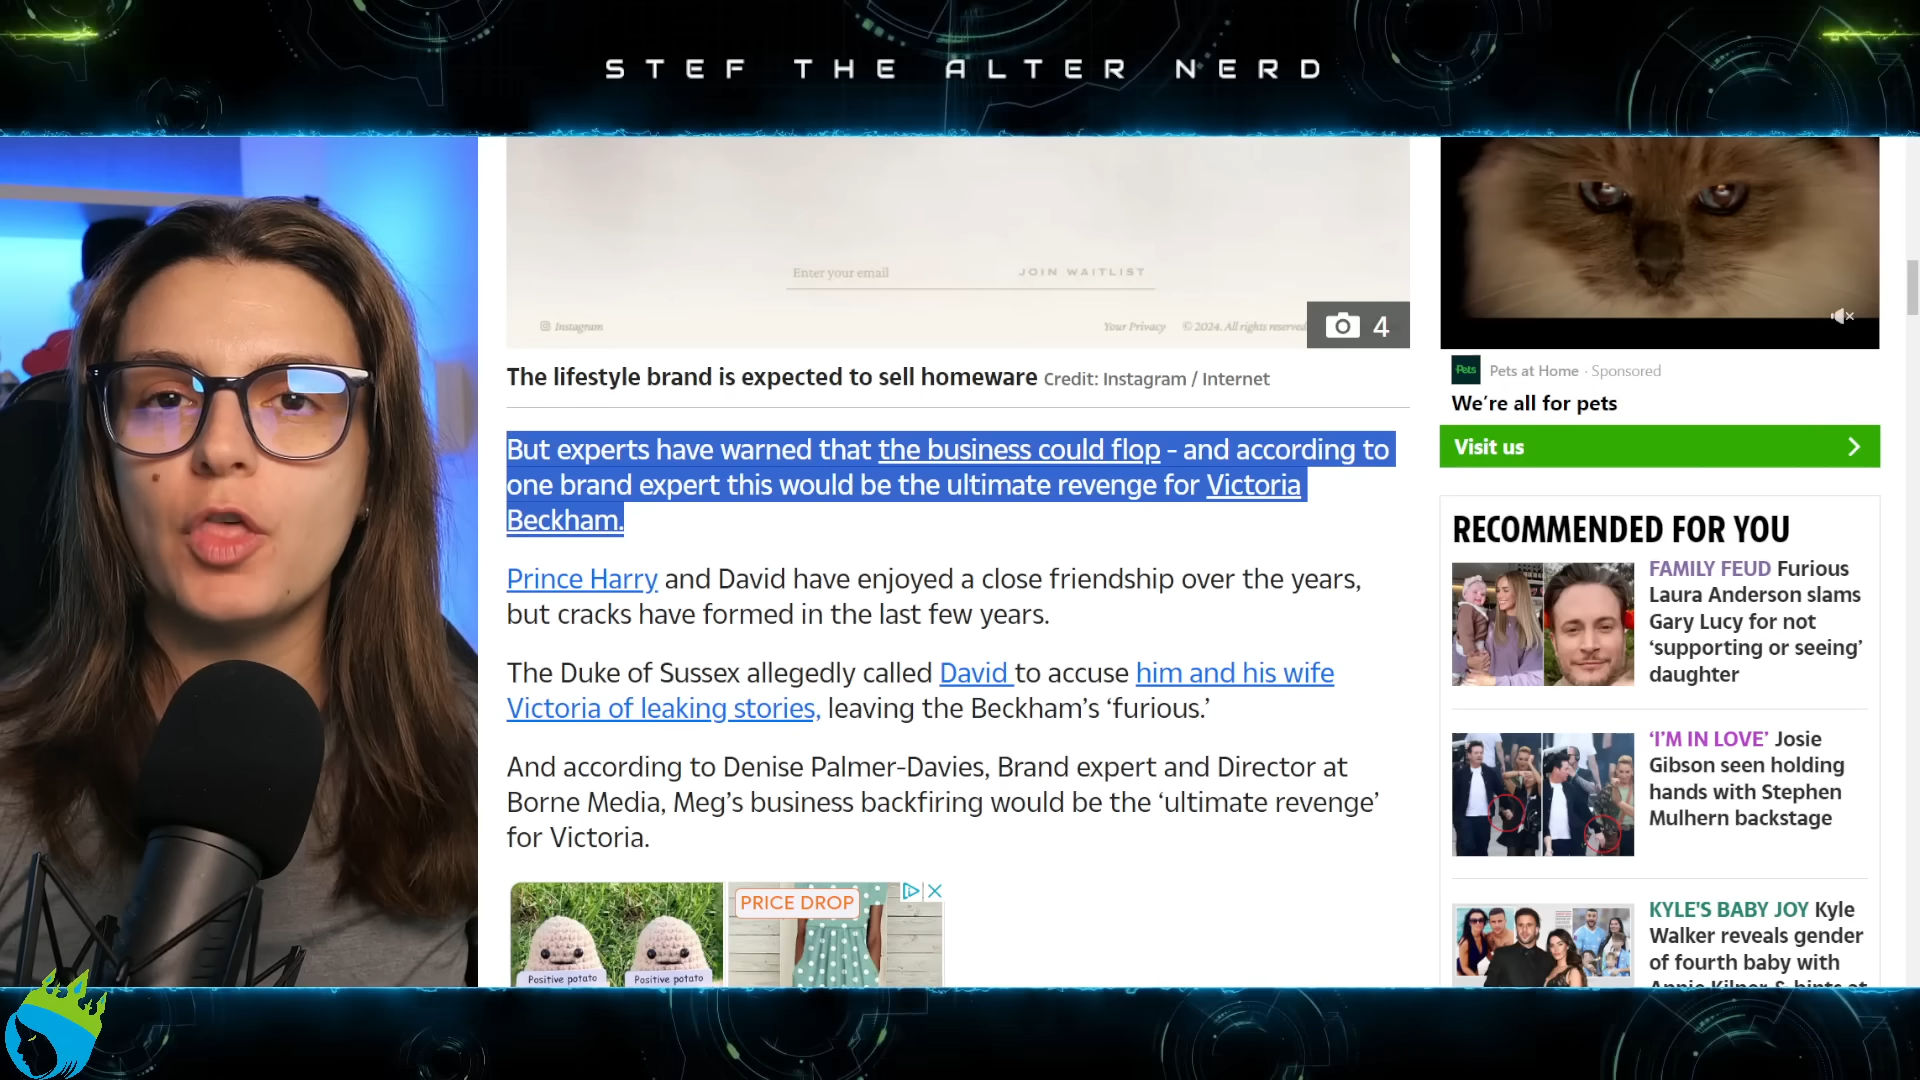 STEF THE ALTER NERD
Enter your email
JOIN WAITLIST
Instagram
Your Privacy
© 2024. All rights reserved
4
The lifestyle brand is expected to sell homeware Credit: Instagram / Internet
But experts have warned that the business could flop - and according to
one brand expert this would be the ultimate revenge for Victoria
Beckham.
Prince Harry and David have enjoyed a close friendship over the years,
but cracks have formed in the last few years.
The Duke of Sussex allegedly called David to accuse him and his wife
Victoria of leaking stories, leaving the Beckham's ‘furious.’
And according to Denise Palmer-Davies, Brand expert and Director at
Borne Media, Meg's business backfiring would be the ‘ultimate revenge’
for Victoria.
PRICE DROP
Positive potato
Positive potato
Pets
Pets at Home · Sponsored
We're all for pets
Visit us
RECOMMENDED FOR YOU
FAMILY FEUD Furious
Laura Anderson slams
Gary Lucy for not
‘supporting or seeing’
daughter
‘I'M IN LOVE’ Josie
Gibson seen holding
hands with Stephen
Mulhern backstage
KYLE'S BABY JOY Kyle
Walker reveals gender
of fourth baby with
Annie Kilner & hints at